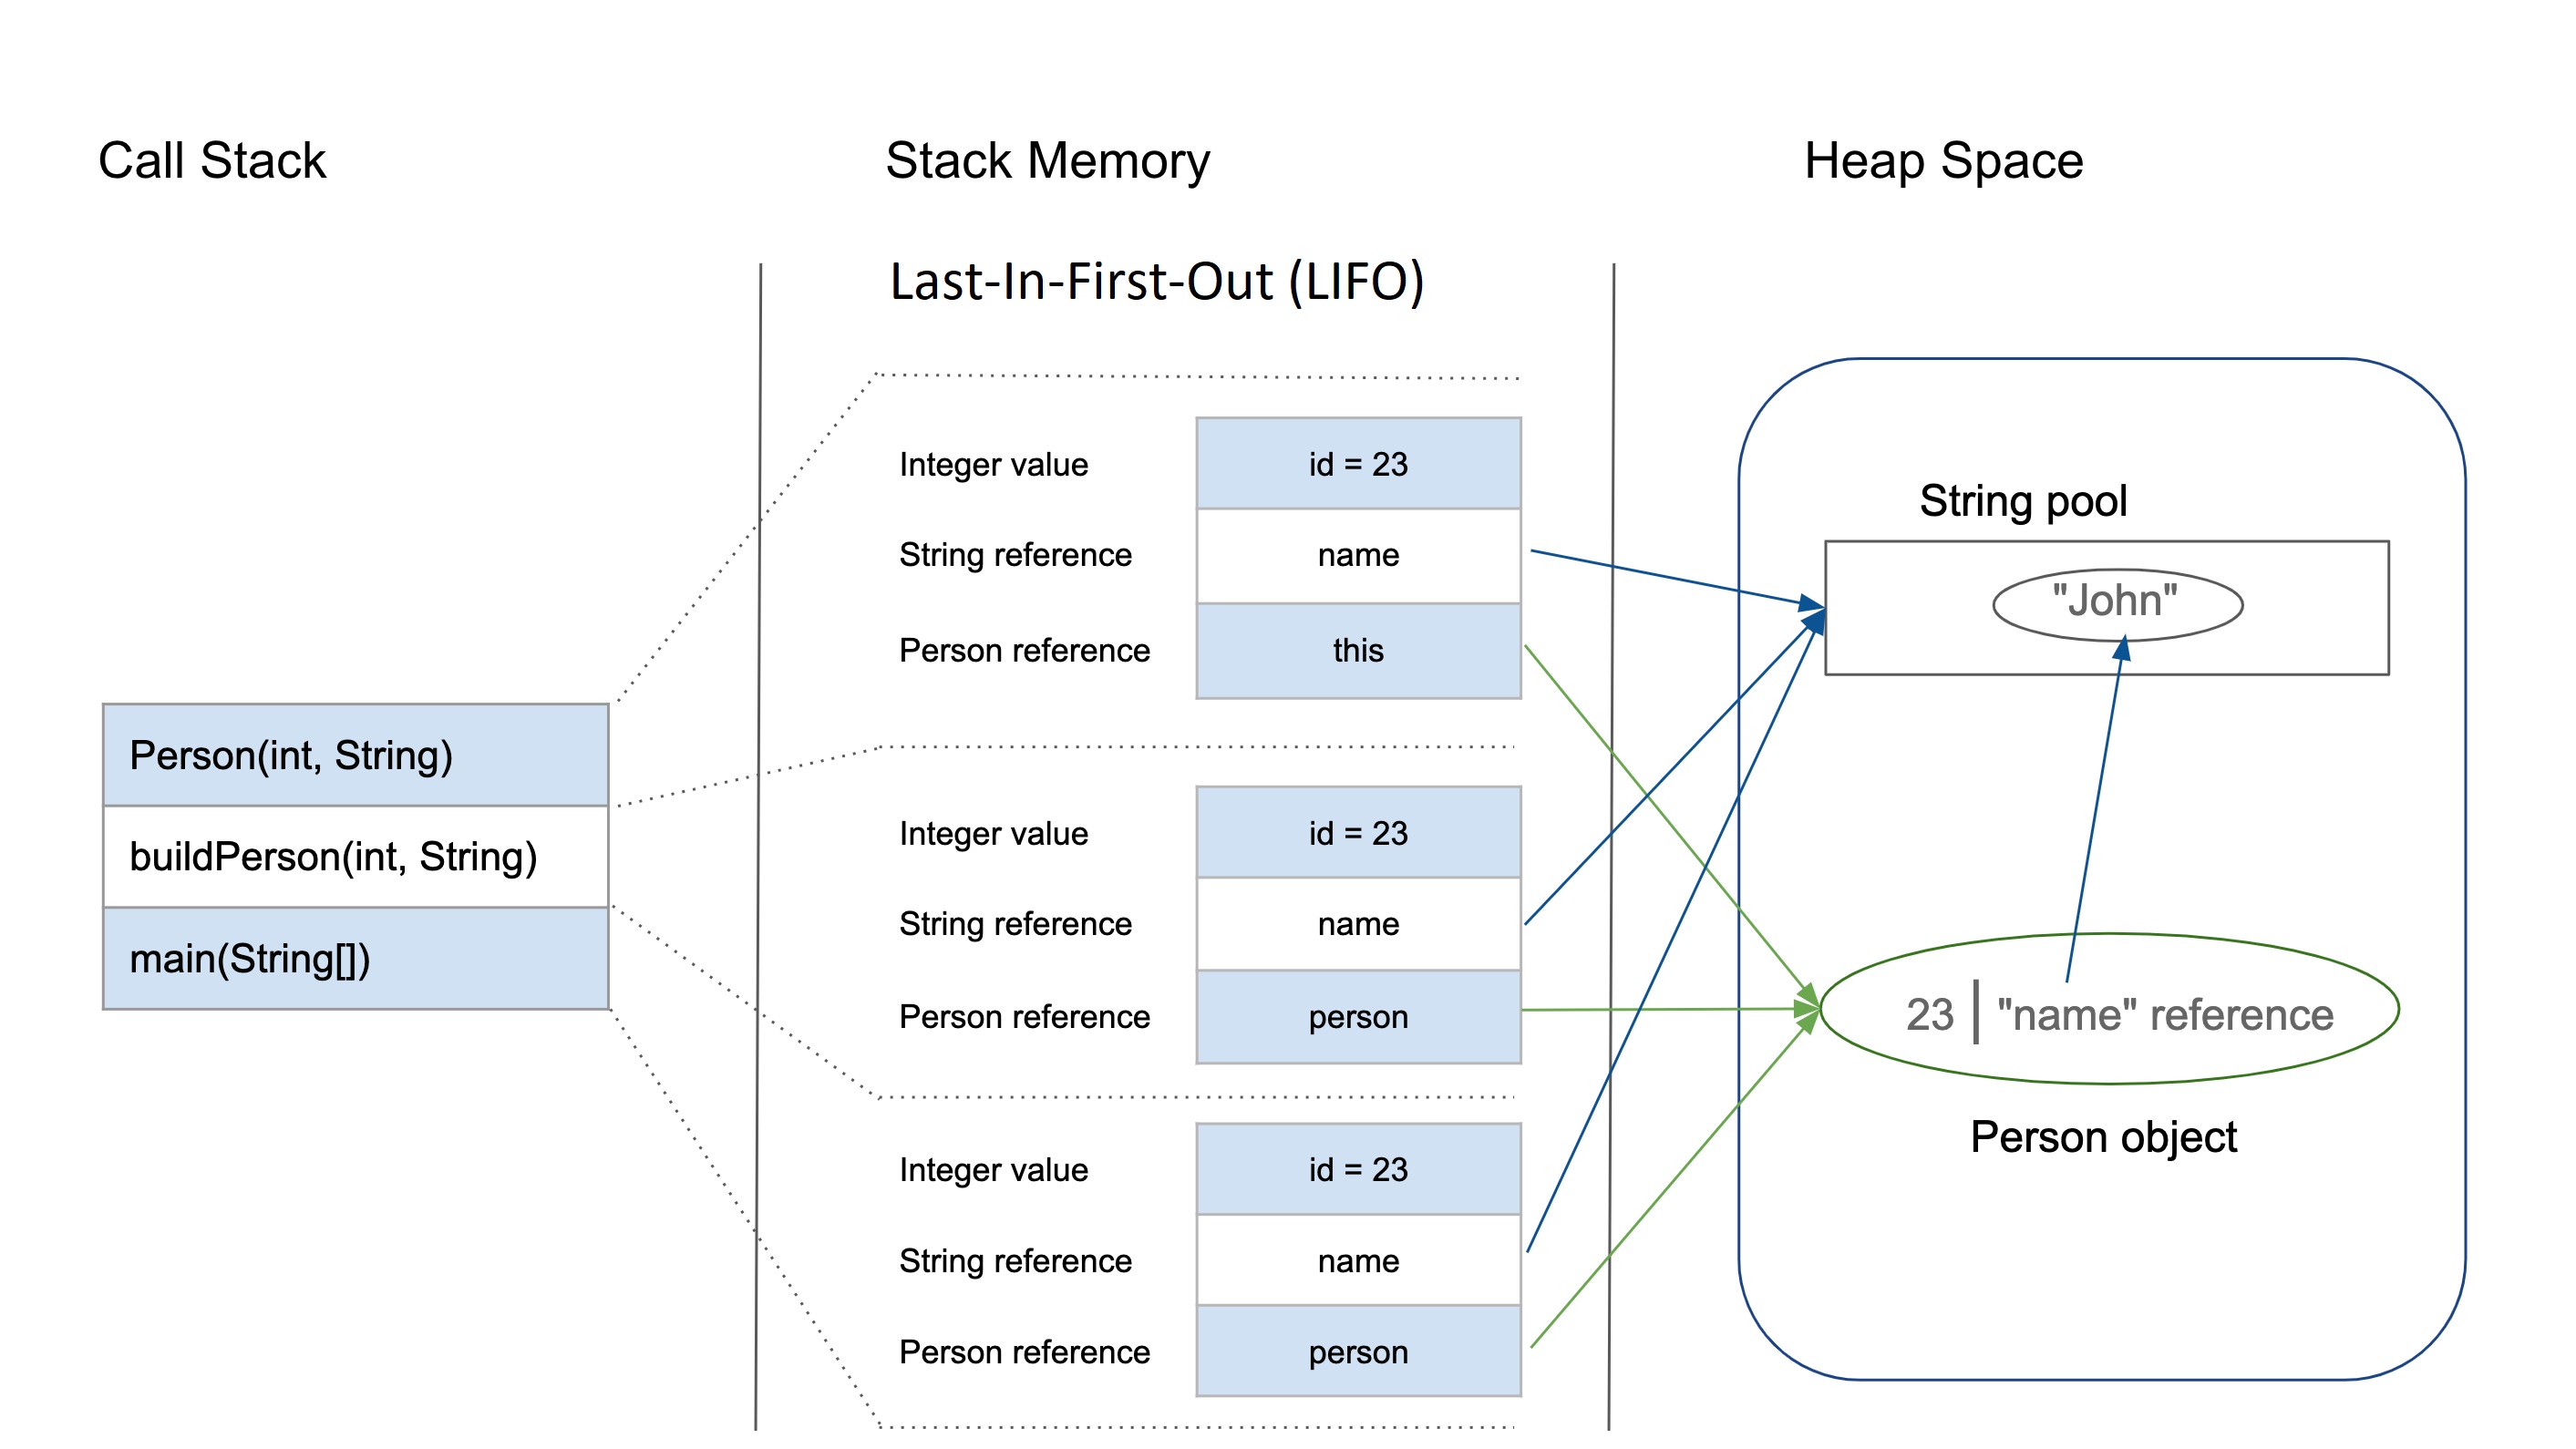 Call Stack
Stack Memory
Heap Space
Last-In-First-Out (LIFO)
Person(int, String)
buildPerson(int, String)
main(String[])
Integer value
id = 23
String reference
name
Person reference
this
Integer value
id = 23
String reference
name
Person reference
person
Integer value
id = 23
String reference
name
Person reference
person
String pool
"John"
23 | "name" reference
Person object